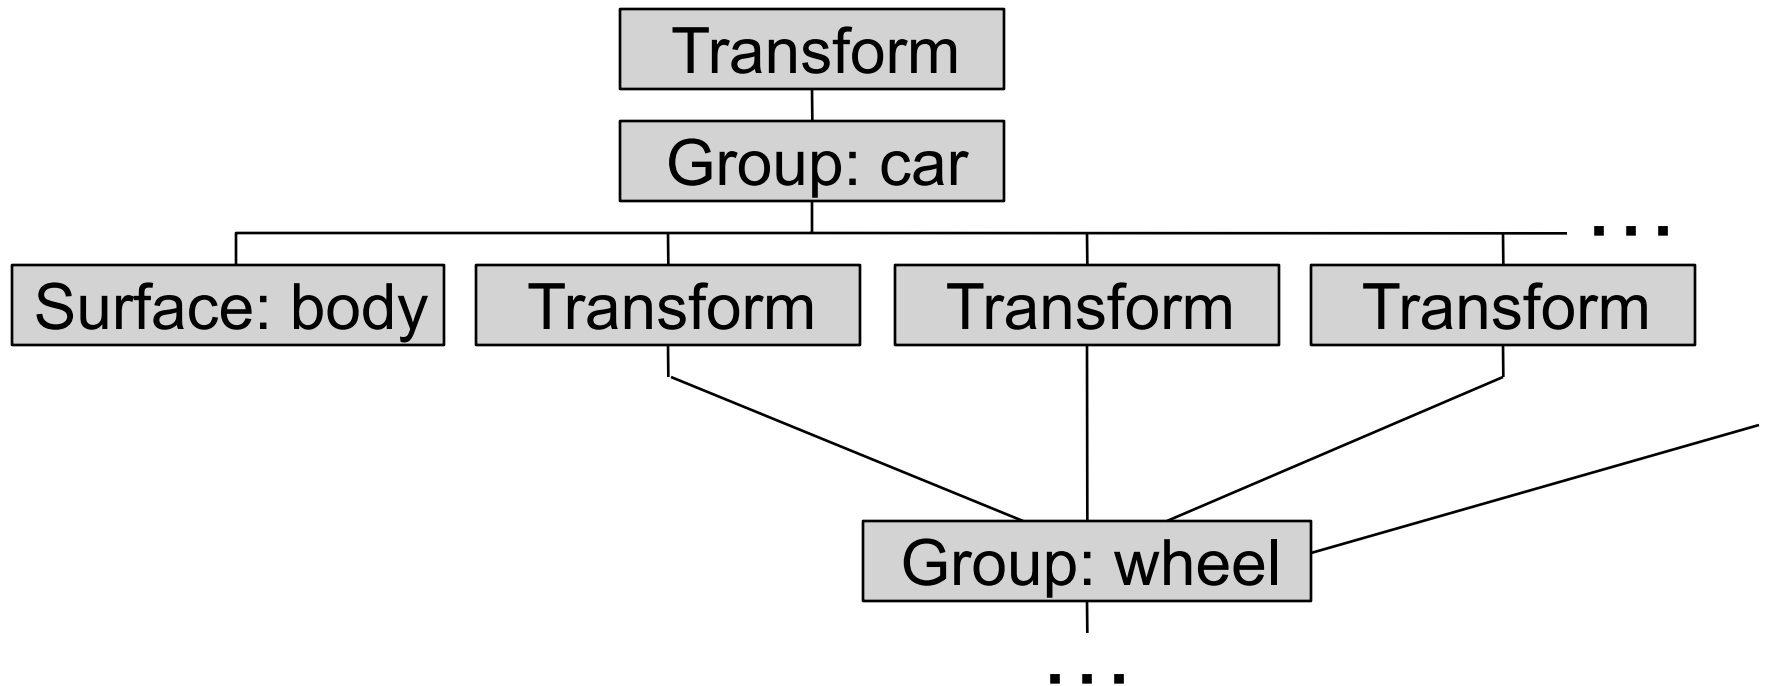 Transform
Group: car
...
Surface: body
Transform
Transform
Transform
Group: wheel
...